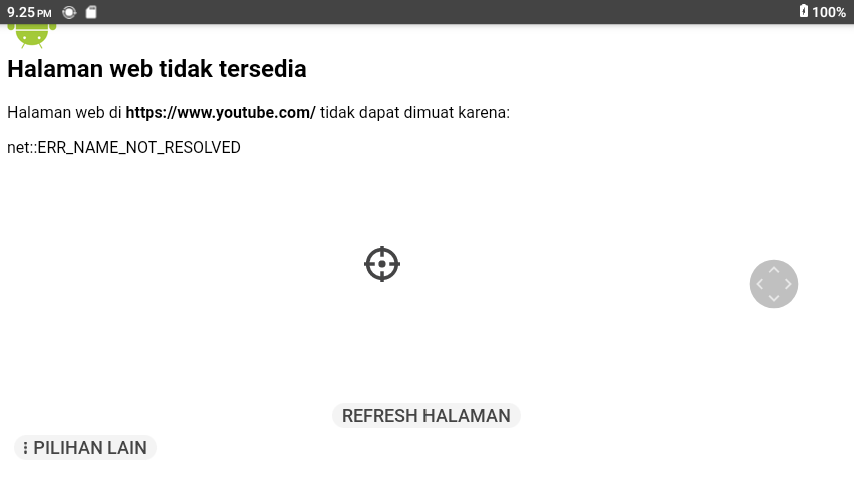 9.25 PM
100%
Halaman web tidak tersedia
Halaman web di https://www.youtube.com/ tidak dapat dimuat karena:
net::ERR_NAME_NOT_RESOLVED
REFRESH HALAMAN
PILIHAN LAIN